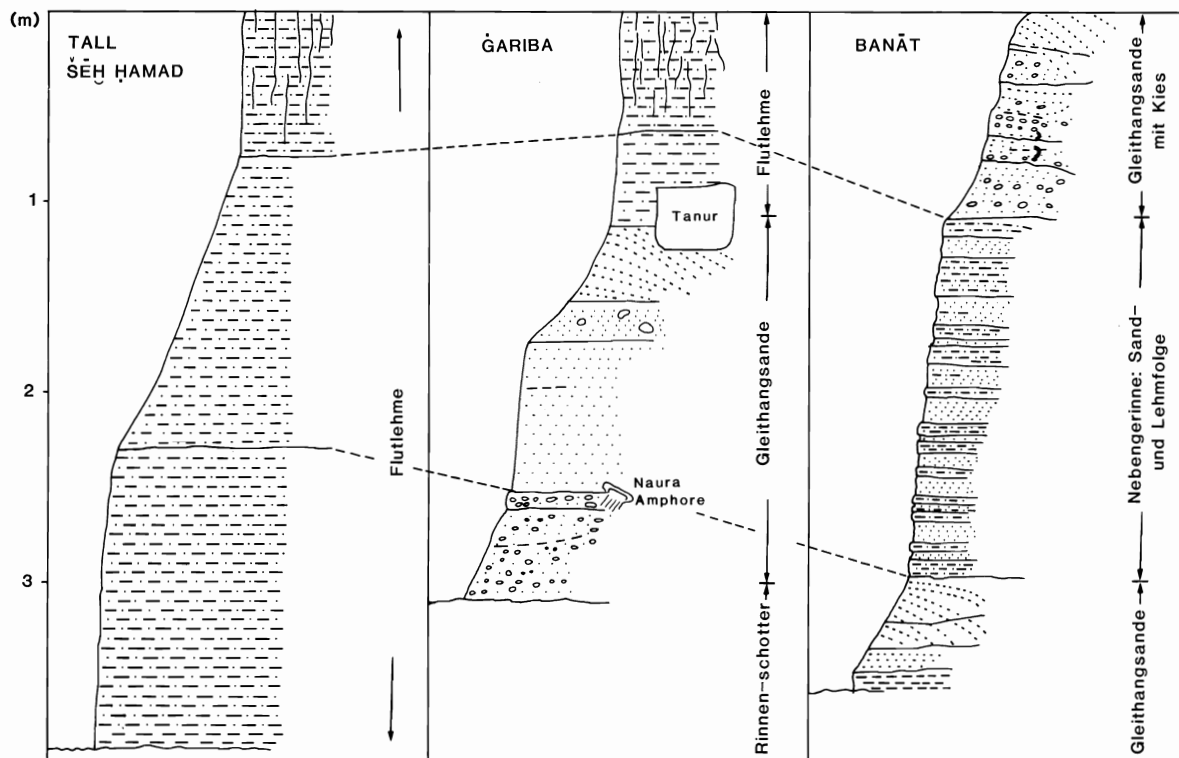 (m)
TALL
ŠĒḪ ḤAMAD
1
2
3
Flutlehme
ĠARIBA
Tanur
Naura
Amphore
Flutlehme
Gleithangsande
Rinnen-schotter
BANĀT
Gleithangsande
mit Kies
Nebengerinne: Sand-
und Lehmfolge
Gleithangsande